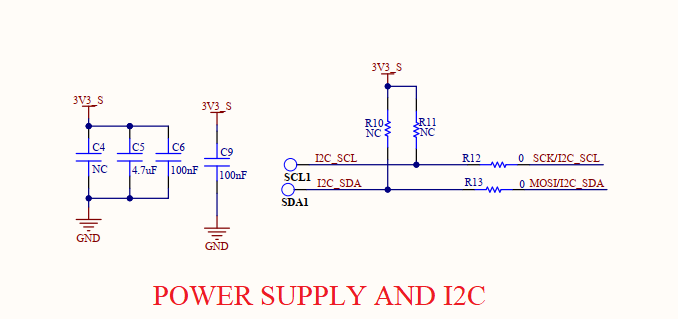 3V3_S
3V3_S
3V3_S
C4
NC
C5
4.7uF
C6
100nF
C9
100nF
GND
GND
R10
NC
R11
NC
I2C_SCL
R12
0
SCK/I2C_SCL
SCL1
I2C_SDA
R13
0
MOSI/I2C_SDA
SDA1
POWER SUPPLY AND I2C